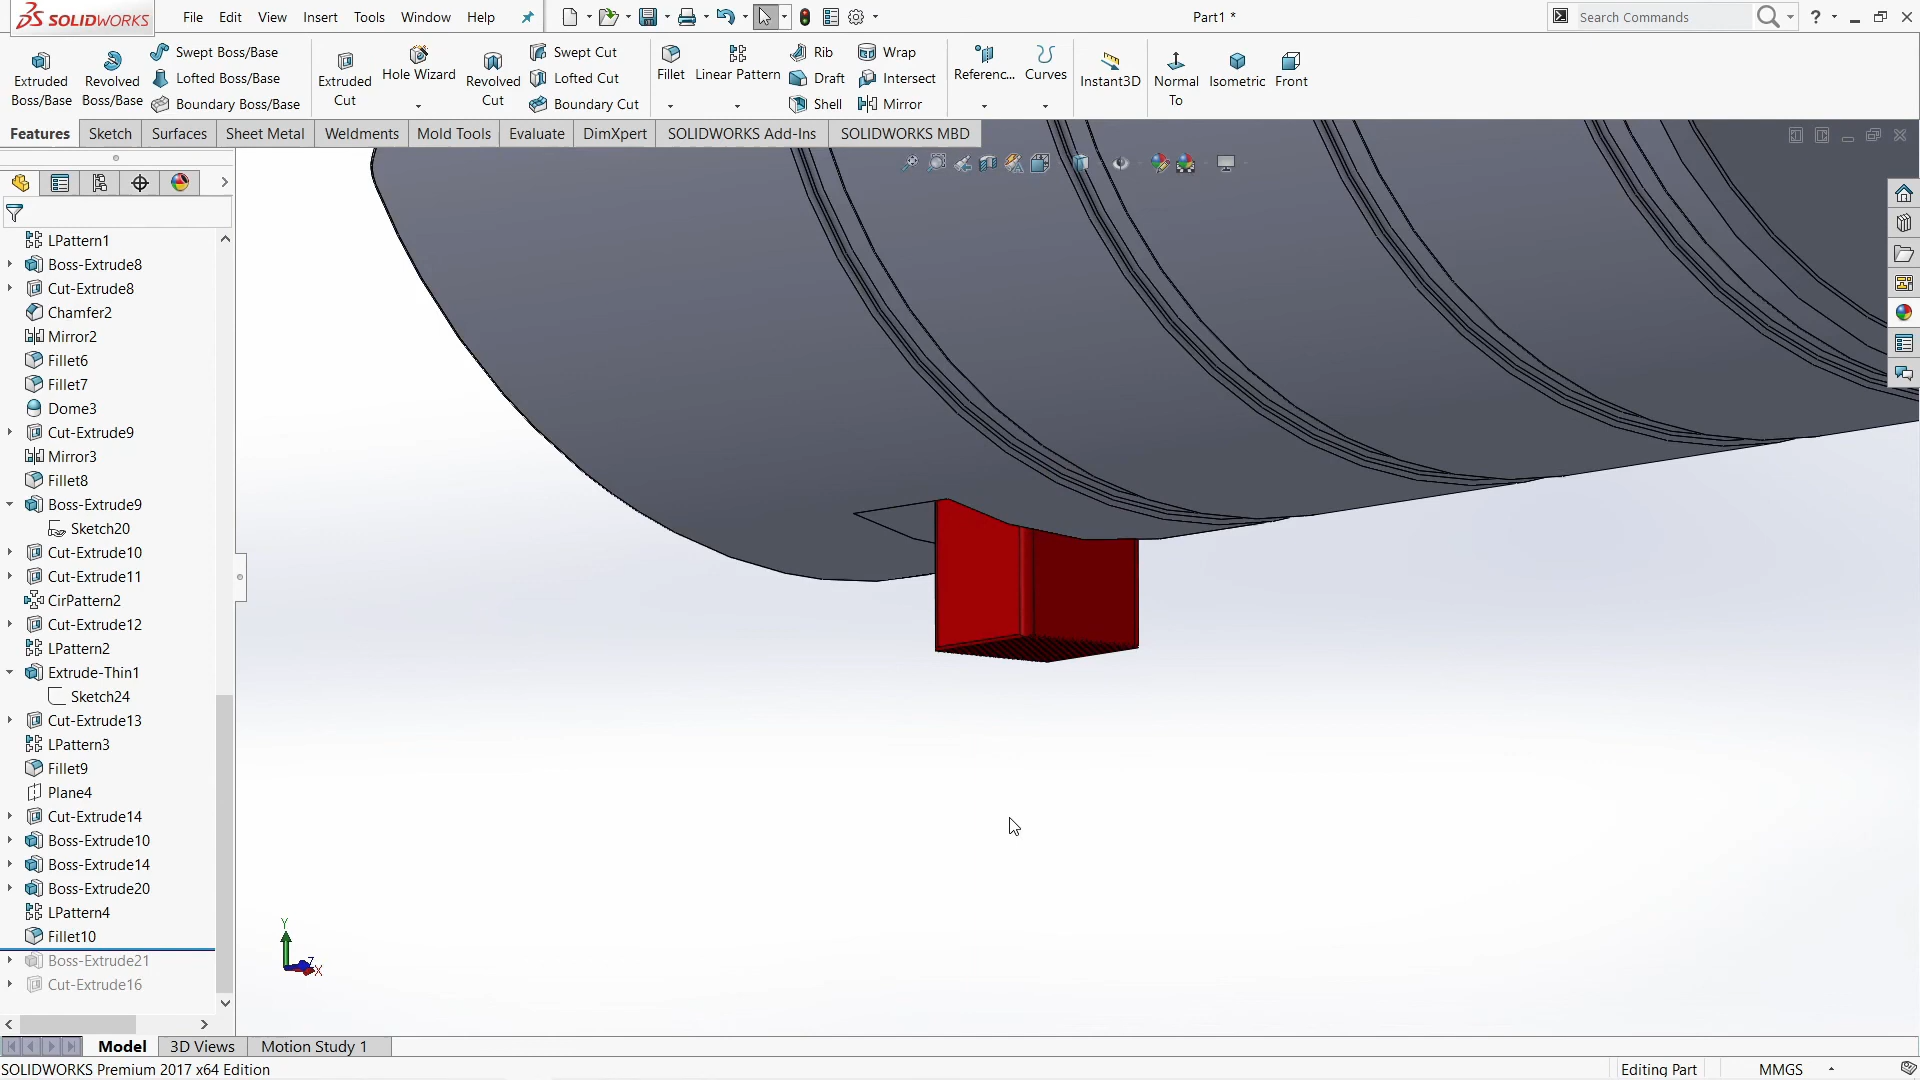 SOLIDWORKS File Edit View Insert Tools Window Help Part1 * Search Commands ?
Extruded Boss/Base
Revolved Boss/Base
Swept Boss/Base
Lofted Boss/Base
Boundary Boss/Base
Extruded Cut
Hole Wizard
Revolved Cut
Swept Cut
Lofted Cut
Boundary Cut
Fillet
Linear Pattern
Rib
Draft
Shell
Wrap
Intersect
Mirror
Referenc...
Curves
Instant3D
Normal To
Isometric
Front
Features Sketch Surfaces Sheet Metal Weldments Mold Tools Evaluate DimXpert SOLIDWORKS Add-Ins SOLIDWORKS MBD
LPattern1
Boss-Extrude8
Cut-Extrude8
Chamfer2
Mirror2
Fillet6
Fillet7
Dome3
Cut-Extrude9
Mirror3
Fillet8
Boss-Extrude9
Sketch20
Cut-Extrude10
Cut-Extrude11
CirPattern2
Cut-Extrude12
LPattern2
Extrude-Thin1
Sketch24
Cut-Extrude13
LPattern3
Fillet9
Plane4
Cut-Extrude14
Boss-Extrude10
Boss-Extrude14
Boss-Extrude20
LPattern4
Fillet10
Boss-Extrude21
Cut-Extrude16
Y
Z
X
Model 3D Views Motion Study 1
SOLIDWORKS Premium 2017 x64 Edition Editing Part MMGS